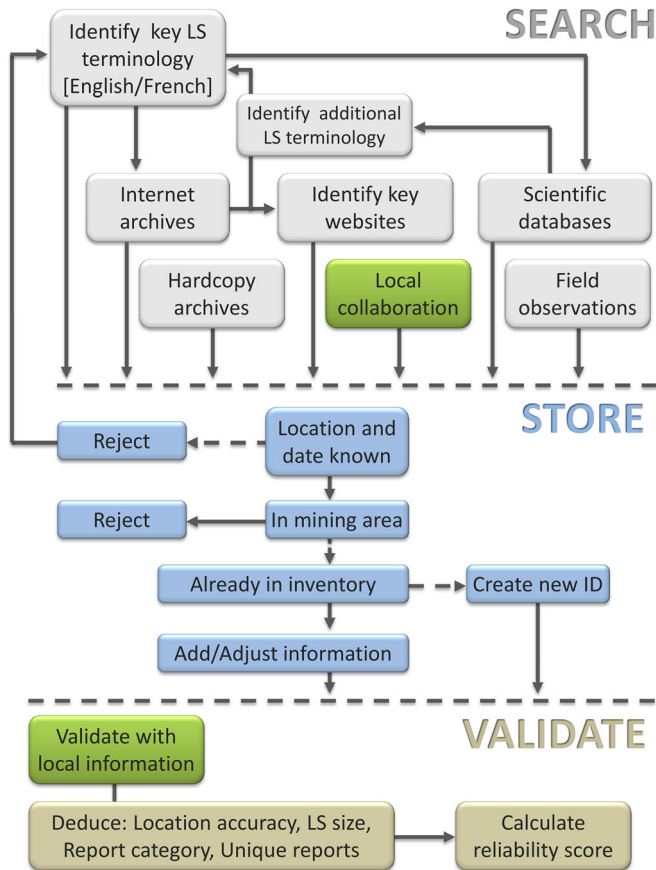 SEARCH
Identify key LS
terminology
[English/French]
Identify additional
LS terminology
Internet
archives
Identify key
websites
Scientific
databases
Hardcopy
archives
Local
collaboration
Field
observations
STORE
Reject
Location and
date known
Reject
In mining area
Already in inventory
Create new ID
Add/Adjust information
VALIDATE
Validate with
local information
Deduce: Location accuracy, LS size,
Report category, Unique reports
Calculate
reliability score